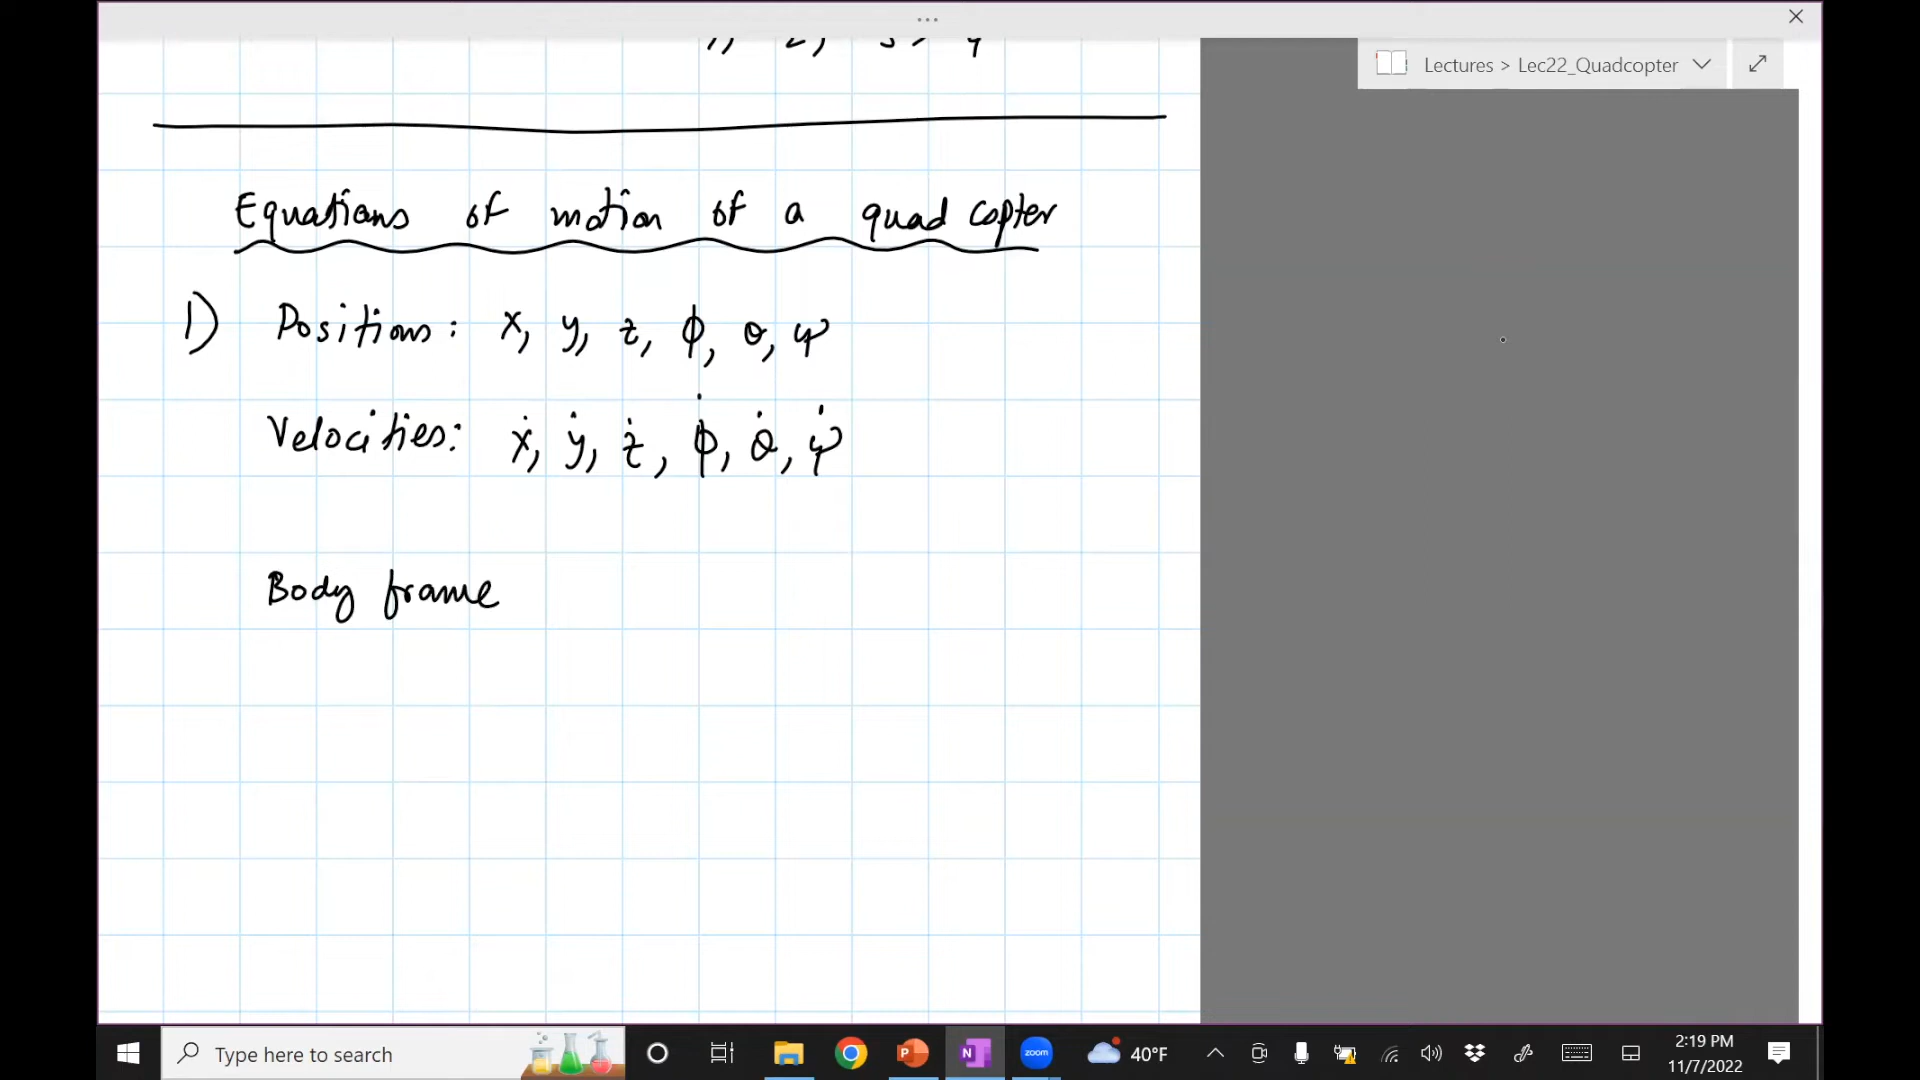 Lectures > Lec22_Quadcopter
Equations of motion of a quad copter
1) Positions: x, y, z, ϕ, θ, ψ
Velocities: ẋ, ẏ, ż, ϕ̇, θ̇, ψ̇
Body frame
Type here to search
zoom
40°F
2:19 PM
11/7/2022